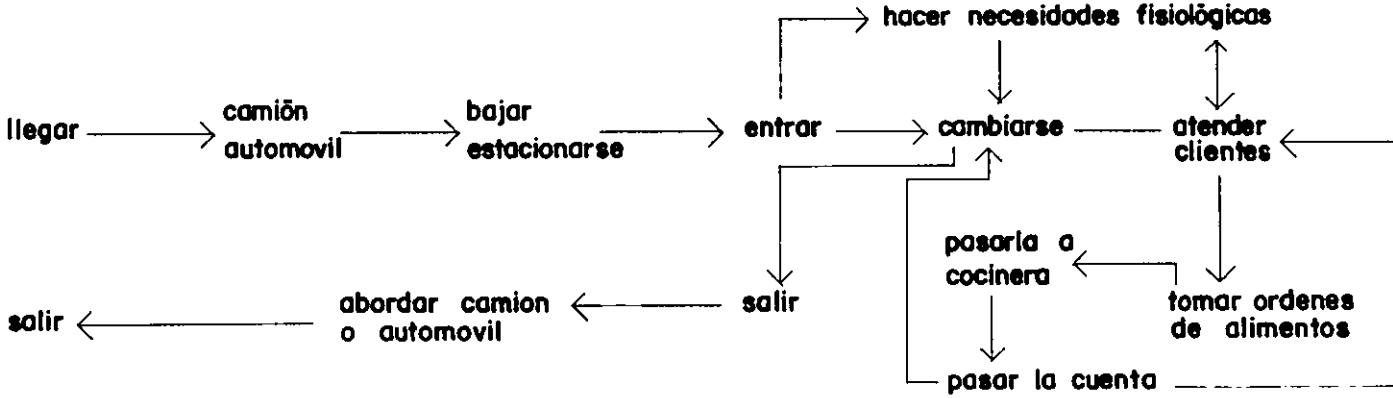 hacer necesidades fisiológicas
llegar
camión
automovil
bajar
estacionarse
entrar
cambiarse
atender
clientes
pasarla a
cocinera
tomar ordenes
de alimentos
salir
abordar camion
o automovil
salir
pasar la cuenta